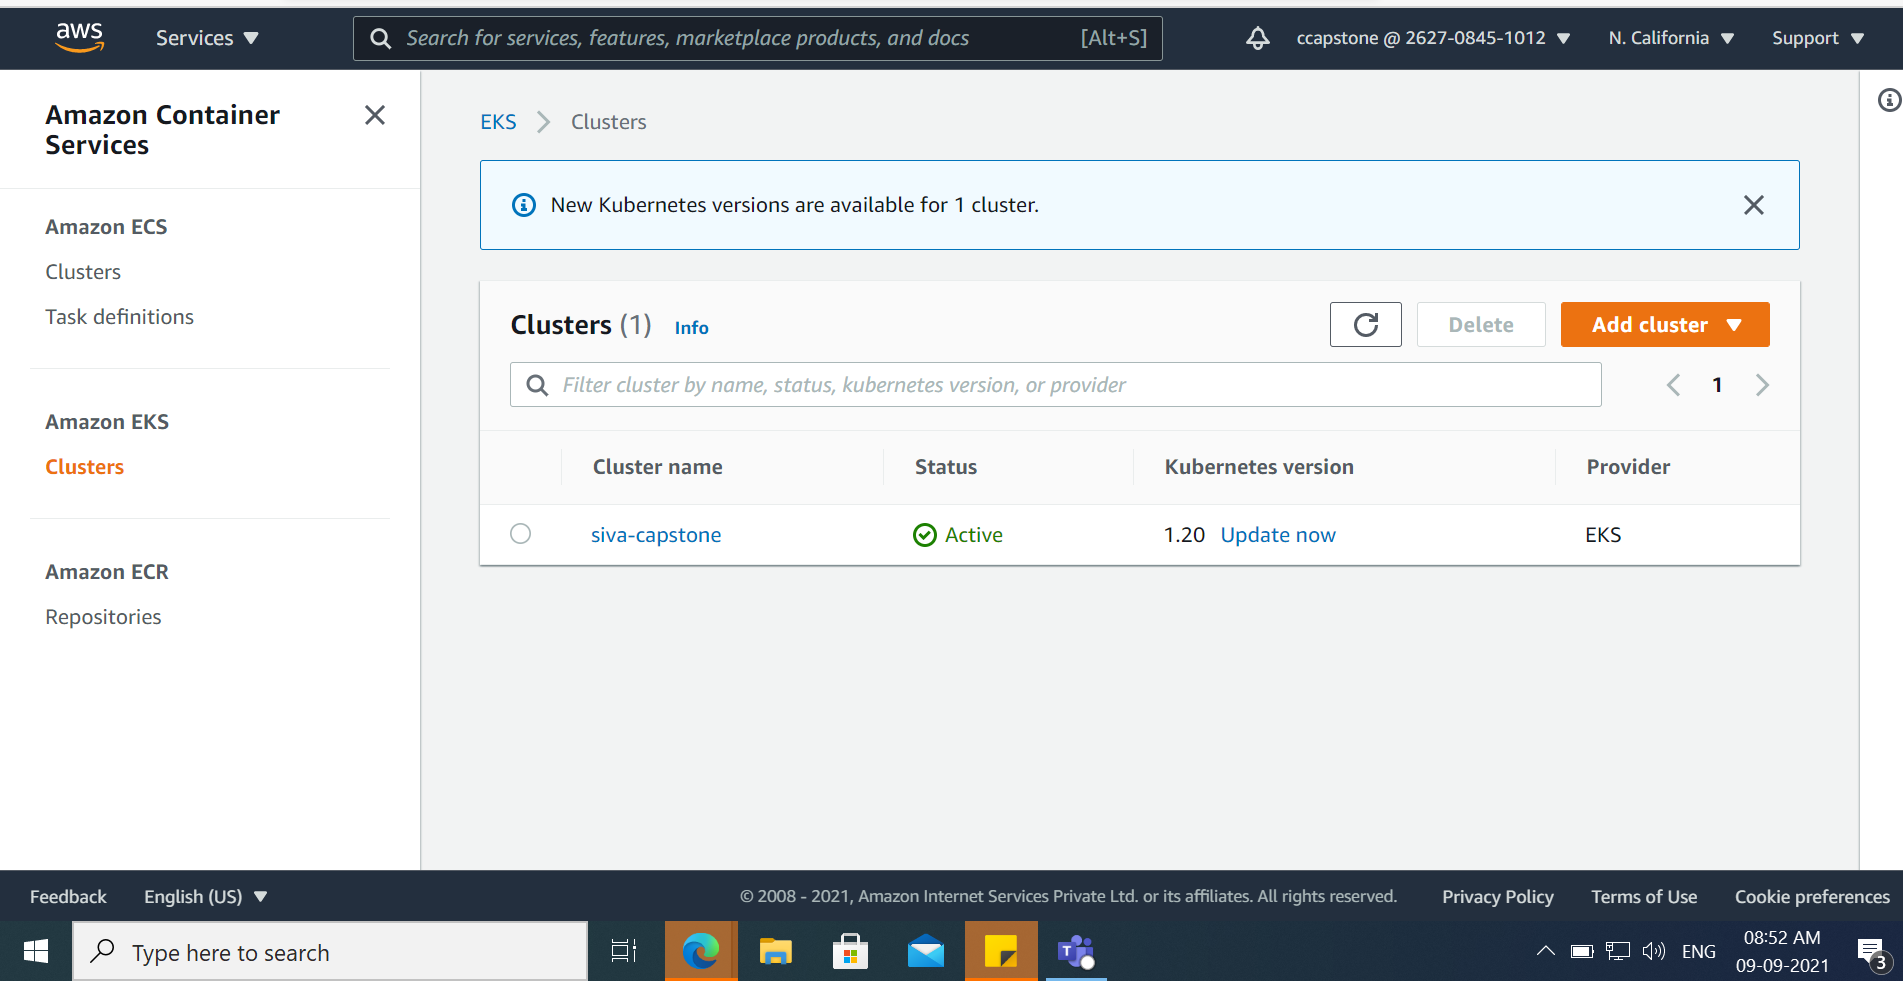 aws
Services
Search for services, features, marketplace products, and docs [Alt+S]
ccapstone @ 2627-0845-1012
N. California
Support
Amazon Container
Services
Amazon ECS
Clusters
Task definitions
Amazon EKS
Clusters
Amazon ECR
Repositories
EKS Clusters
New Kubernetes versions are available for 1 cluster.
Clusters (1) Info
Delete
Add cluster
Filter cluster by name, status, kubernetes version, or provider
1
Cluster name Status Kubernetes version Provider
siva-capstone Active 1.20 Update now EKS
Feedback English (US) © 2008 - 2021, Amazon Internet Services Private Ltd. or its affiliates. All rights reserved. Privacy Policy Terms of Use Cookie preferences
Type here to search
T
ENG
08:52 AM
09-09-2021
3